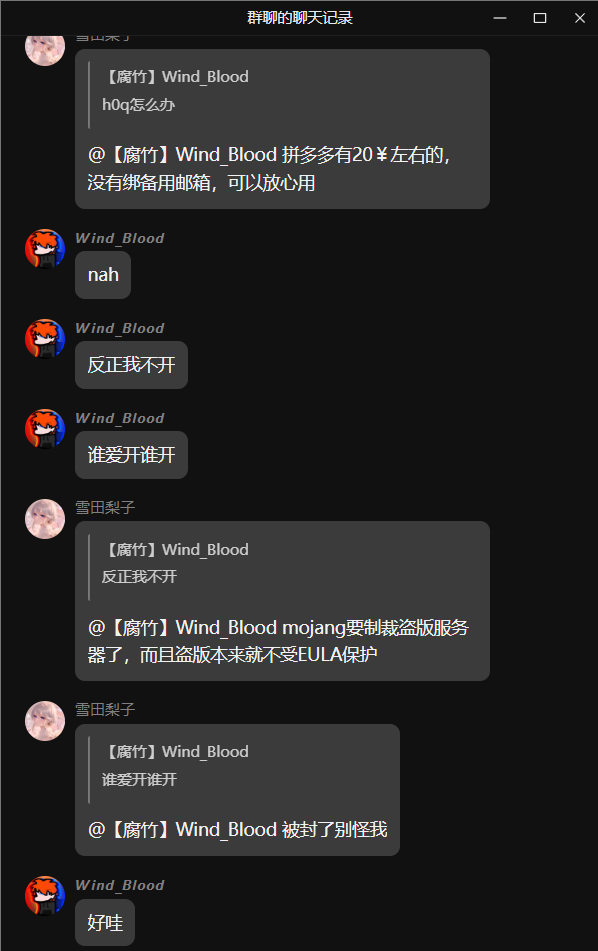 群聊的聊天记录
雪田梨子
【腐竹】Wind_Blood
h0q怎么办
@【腐竹】Wind_Blood 拼多多有20￥左右的，
没有绑备用邮箱，可以放心用
Wind_Blood
nah
Wind_Blood
反正我不开
Wind_Blood
谁爱开谁开
雪田梨子
【腐竹】Wind_Blood
反正我不开
@【腐竹】Wind_Blood mojang要制裁盗版服务
器了，而且盗版本来就不受EULA保护
雪田梨子
【腐竹】Wind_Blood
谁爱开谁开
@【腐竹】Wind_Blood 被封了别怪我
Wind_Blood
好哇